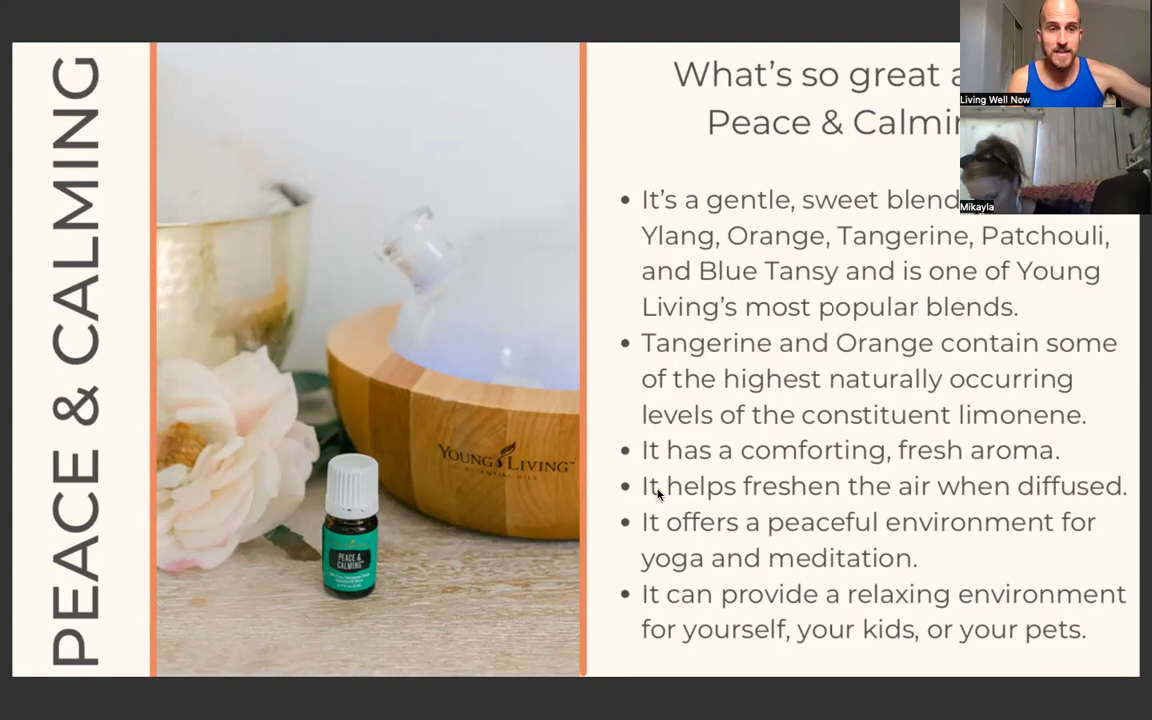 PEACE & CALMING
What's so great a
Peace & Calmin
• It's a gentle, sweet blend
Ylang, Orange, Tangerine, Patchouli,
and Blue Tansy and is one of Young
Living's most popular blends.
• Tangerine and Orange contain some
of the highest naturally occurring
levels of the constituent limonene.
• It has a comforting, fresh aroma.
• It helps freshen the air when diffused.
• It offers a peaceful environment for
yoga and meditation.
• It can provide a relaxing environment
for yourself, your kids, or your pets.
YOUNG LIVING
ESSENTIAL OILS
PEACE &
CALMING
Living Well Now
Mikayla